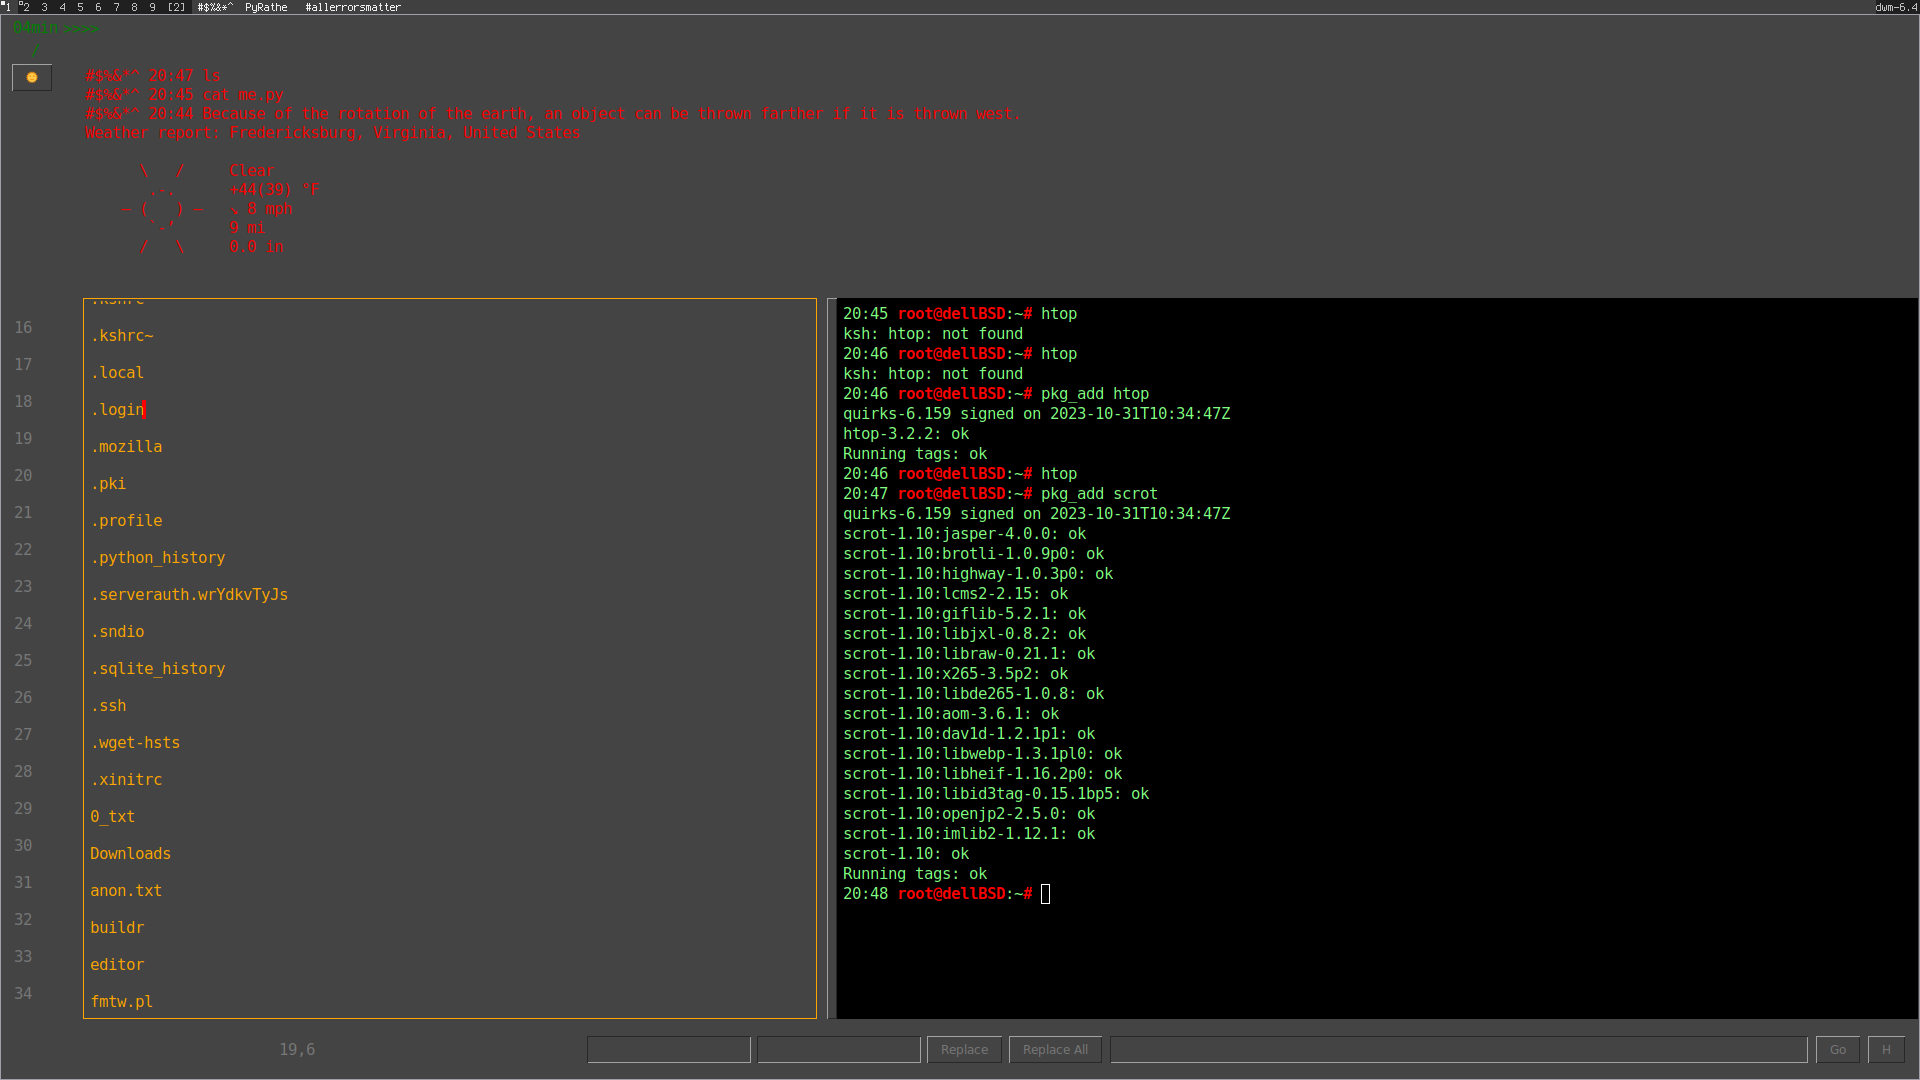 1 2 3 4 5 6 7 8 9 [2] #$%&*^ PyRathe #allerrorsmatter dwm-6.4
04min >>>>
/
#$%&*^ 20:47 ls
#$%&*^ 20:45 cat me.py
#$%&*^ 20:44 Because of the rotation of the earth, an object can be thrown farther if it is thrown west.
Weather report: Fredericksburg, Virginia, United States
\ / Clear
.-. +44(39) °F
― ( ) ― ↘ 8 mph
`-’ 9 mi
/ \ 0.0 in
.kshrc
16 .kshrc~
17 .local
18 .login
19 .mozilla
20 .pki
21 .profile
22 .python_history
23 .serverauth.wrYdkvTyJs
24 .sndio
25 .sqlite_history
26 .ssh
27 .wget-hsts
28 .xinitrc
29 0_txt
30 Downloads
31 anon.txt
32 buildr
33 editor
34 fmtw.pl
20:45 root@dellBSD:~# htop
ksh: htop: not found
20:46 root@dellBSD:~# htop
ksh: htop: not found
20:46 root@dellBSD:~# pkg_add htop
quirks-6.159 signed on 2023-10-31T10:34:47Z
htop-3.2.2: ok
Running tags: ok
20:46 root@dellBSD:~# htop
20:47 root@dellBSD:~# pkg_add scrot
quirks-6.159 signed on 2023-10-31T10:34:47Z
scrot-1.10:jasper-4.0.0: ok
scrot-1.10:brotli-1.0.9p0: ok
scrot-1.10:highway-1.0.3p0: ok
scrot-1.10:lcms2-2.15: ok
scrot-1.10:giflib-5.2.1: ok
scrot-1.10:libjxl-0.8.2: ok
scrot-1.10:libraw-0.21.1: ok
scrot-1.10:x265-3.5p2: ok
scrot-1.10:libde265-1.0.8: ok
scrot-1.10:aom-3.6.1: ok
scrot-1.10:dav1d-1.2.1p1: ok
scrot-1.10:libwebp-1.3.1pl0: ok
scrot-1.10:libheif-1.16.2p0: ok
scrot-1.10:libid3tag-0.15.1bp5: ok
scrot-1.10:openjp2-2.5.0: ok
scrot-1.10:imlib2-1.12.1: ok
scrot-1.10: ok
Running tags: ok
20:48 root@dellBSD:~#
19,6 Replace Replace All Go H